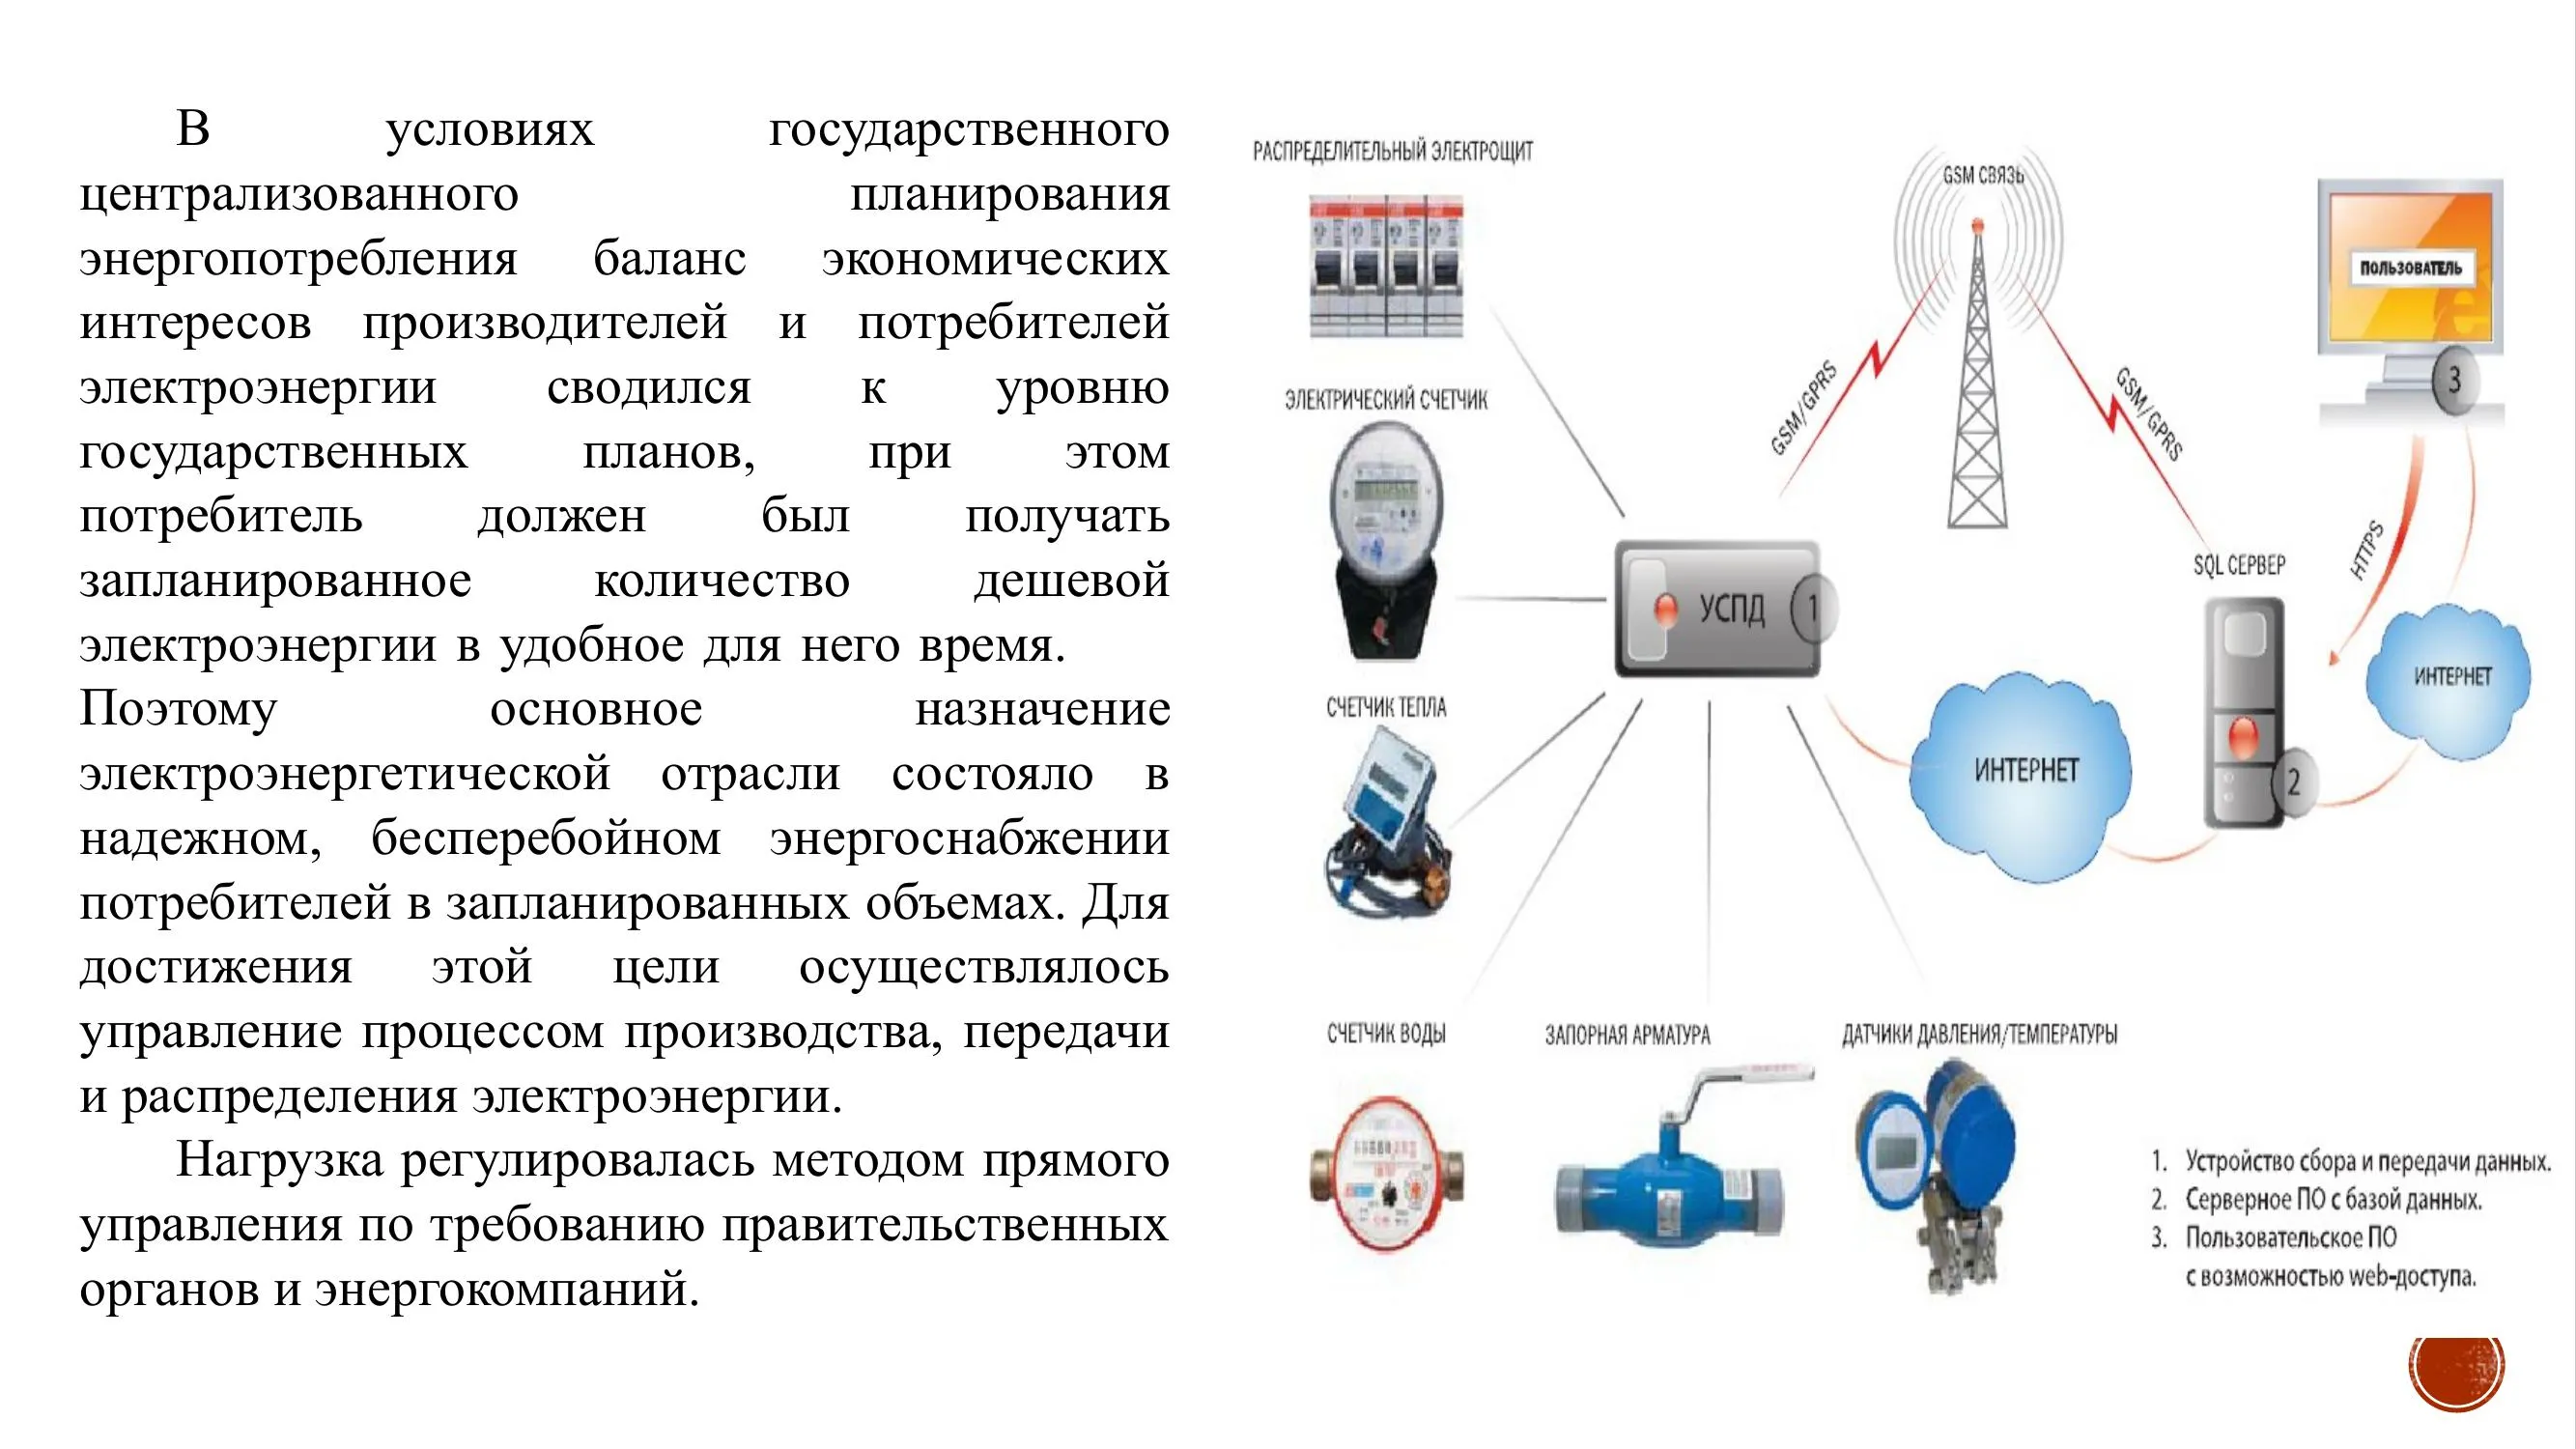 В условиях государственного
централизованного планирования
энергопотребления баланс экономических
интересов производителей и потребителей
электроэнергии сводился к уровню
государственных планов, при этом
потребитель должен был получать
запланированное количество дешевой
электроэнергии в удобное для него время.
Поэтому основное назначение
электроэнергетической отрасли состояло в
надежном, бесперебойном энергоснабжении
потребителей в запланированных объемах. Для
достижения этой цели осуществлялось
управление процессом производства, передачи
и распределения электроэнергии.
Нагрузка регулировалась методом прямого
управления по требованию правительственных
органов и энергокомпаний.
РАСПРЕДЕЛИТЕЛЬНЫЙ ЭЛЕКТРОЩИТ
GSM СВЯЗЬ
ПОЛЬЗОВАТЕЛЬ
3
ЭЛЕКТРИЧЕСКИЙ СЧЕТЧИК
GSM/GPRS
GSM/GPRS
HTTPS
SQL СЕРВЕР
УСПД 1
ИНТЕРНЕТ
СЧЕТЧИК ТЕПЛА
ИНТЕРНЕТ
2
СЧЕТЧИК ВОДЫ
ЗАПОРНАЯ АРМАТУРА
ДАТЧИКИ ДАВЛЕНИЯ/ТЕМПЕРАТУРЫ
1. Устройство сбора и передачи данных.
2. Серверное ПО с базой данных.
3. Пользовательское ПО
с возможностью web-доступа.